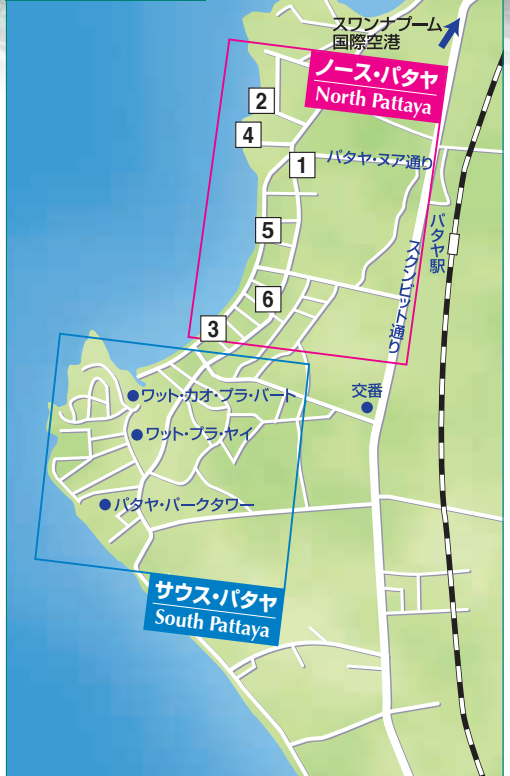 スワンナプーム
国際空港
ノース・パタヤ
North Pattaya
2
4
1
パタヤ・ヌア通り
5
パタヤ駅
スクンビット通り
6
3
交番
ワット・カオ・プラ・バート
ワット・プラ・ヤイ
パタヤ・パークタワー
サウス・パタヤ
South Pattaya